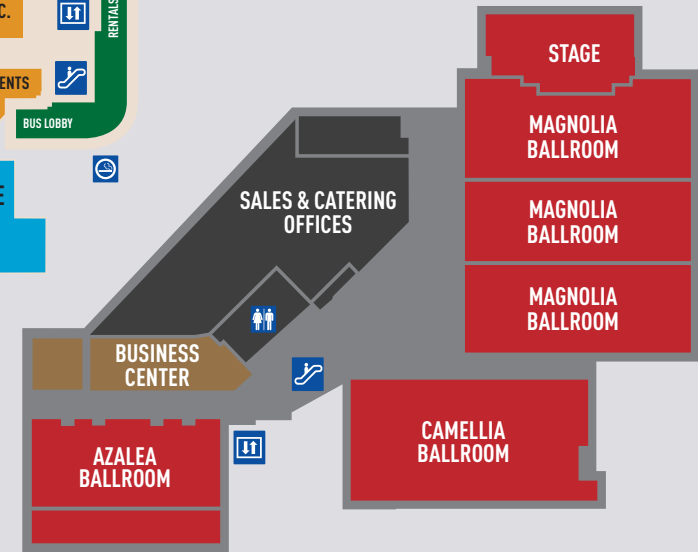 C.
RENTALS
ENTS
BUS LOBBY
E
STAGE
MAGNOLIA
BALLROOM
SALES & CATERING
OFFICES
MAGNOLIA
BALLROOM
MAGNOLIA
BALLROOM
BUSINESS
CENTER
CAMELLIA
BALLROOM
AZALEA
BALLROOM